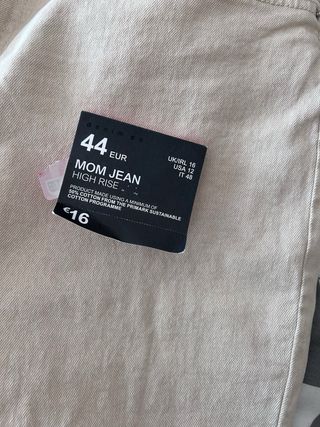 44 EUR
UK/IRL 16
USA 12
IT 48
MOM JEAN
HIGH RISE
PRODUCT MADE USING A MINIMUM OF
50% COTTON FROM THE PRIMARK SUSTAINABLE
COTTON PROGRAMME
€16